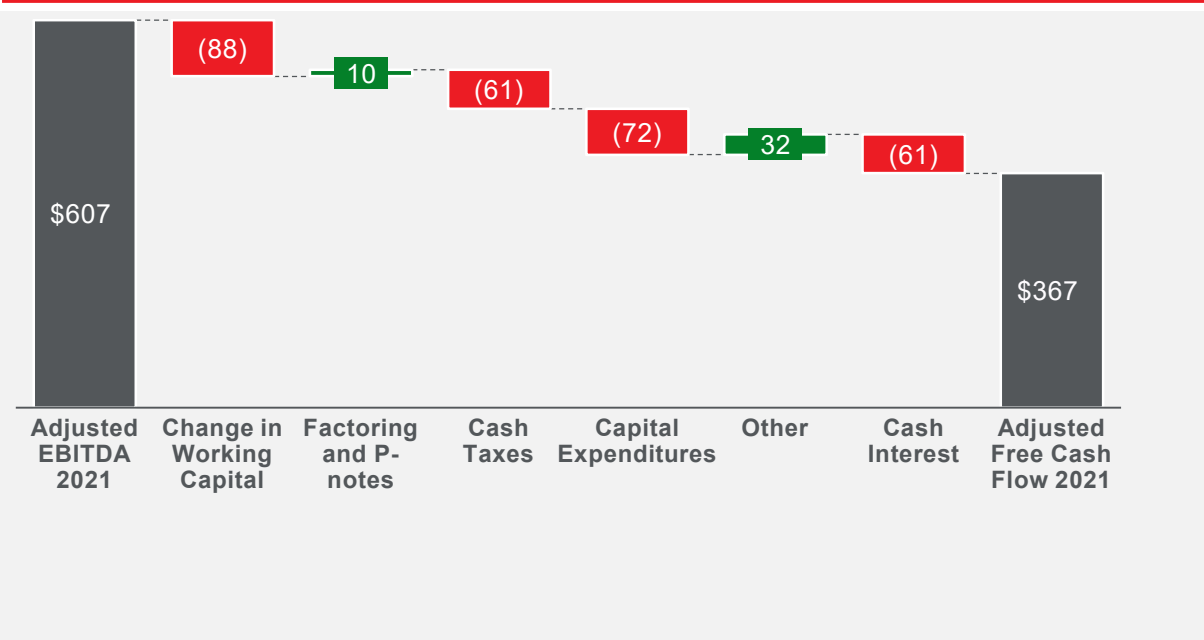 (88)
10
(61)
(72)
32
(61)
$607
$367
Adjusted
EBITDA
2021
Change in
Working
Capital
Factoring
and P-
notes
Cash
Taxes
Capital
Expenditures
Other
Cash
Interest
Adjusted
Free Cash
Flow 2021